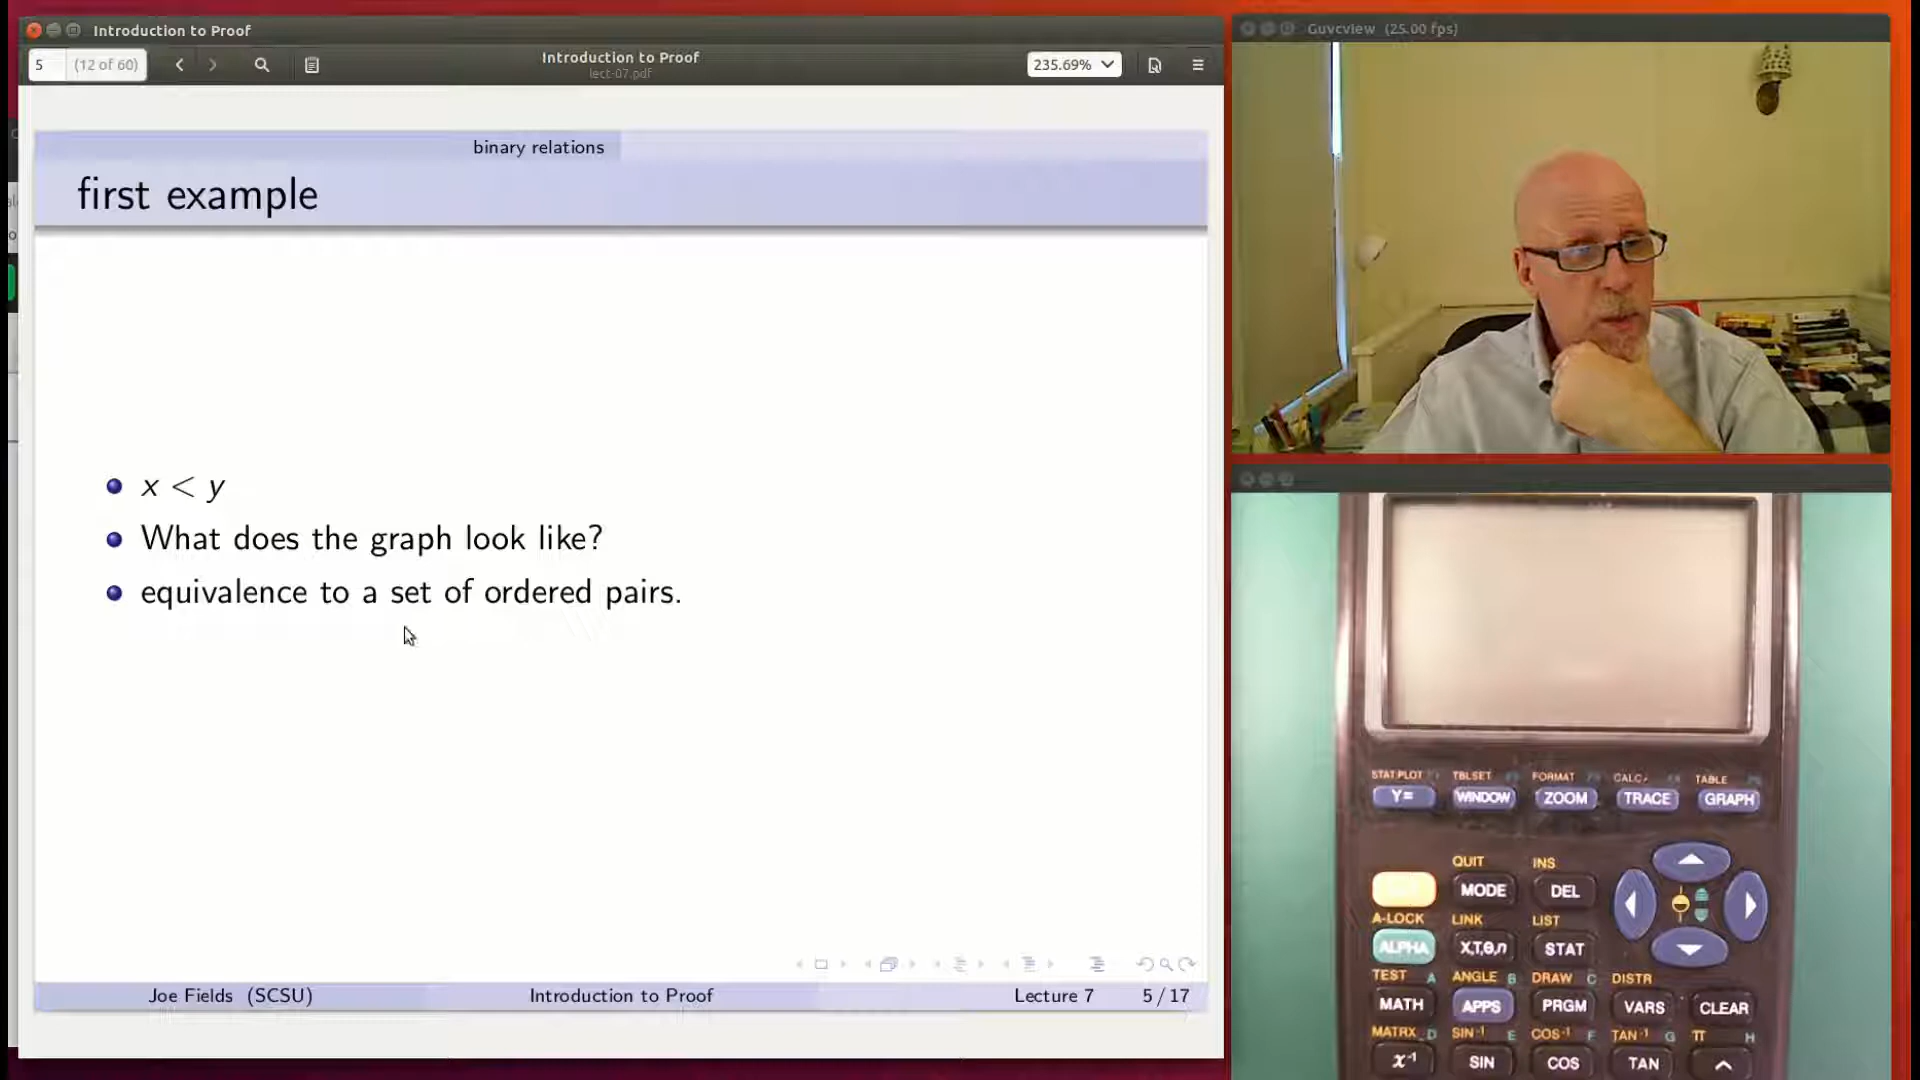 Introduction to Proof
5 (12 of 60)
Introduction to Proof
lect-07.pdf
235.69%
binary relations
first example
x < y
What does the graph look like?
equivalence to a set of ordered pairs.
Joe Fields (SCSU) Introduction to Proof Lecture 7 5 / 17
Guvcview (25.00 fps)
STAT PLOT TBLSET FORMAT CALC TABLE
Y= WINDOW ZOOM TRACE GRAPH
QUIT INS
MODE DEL
A-LOCK LINK LIST
ALPHA X,T,θ,n STAT
TEST A ANGLE B DRAW C DISTR
MATH APPS PRGM VARS CLEAR
MATRX D SIN-1 E COS-1 F TAN-1 G π H
x-1 SIN COS TAN ^